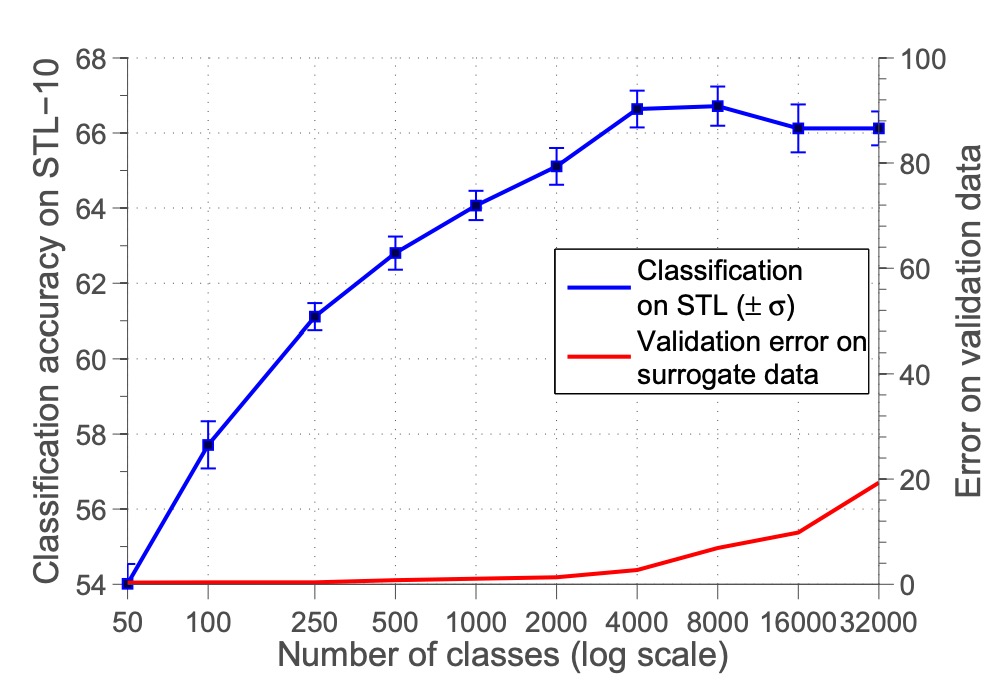 Classification accuracy on STL−10
68
66
64
62
60
58
56
54
100
80
60
40
20
0
Error on validation data
Classification
on STL (± σ)
Validation error on
surrogate data
50 100 250 500 1000 2000 4000 8000 16000 32000
Number of classes (log scale)